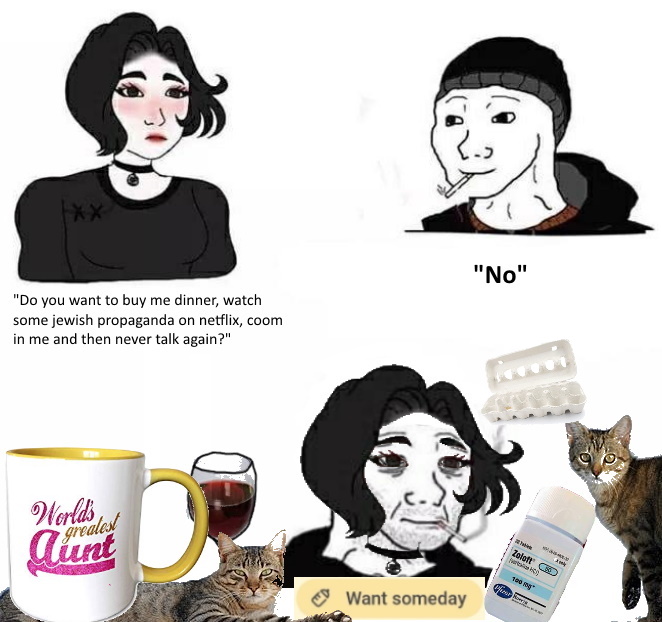 "No"
"Do you want to buy me dinner, watch
some jewish propaganda on netflix, coom
in me and then never talk again?"
World's
greatest
aunt
Zoloft
100 mg
Pfizer
Want someday